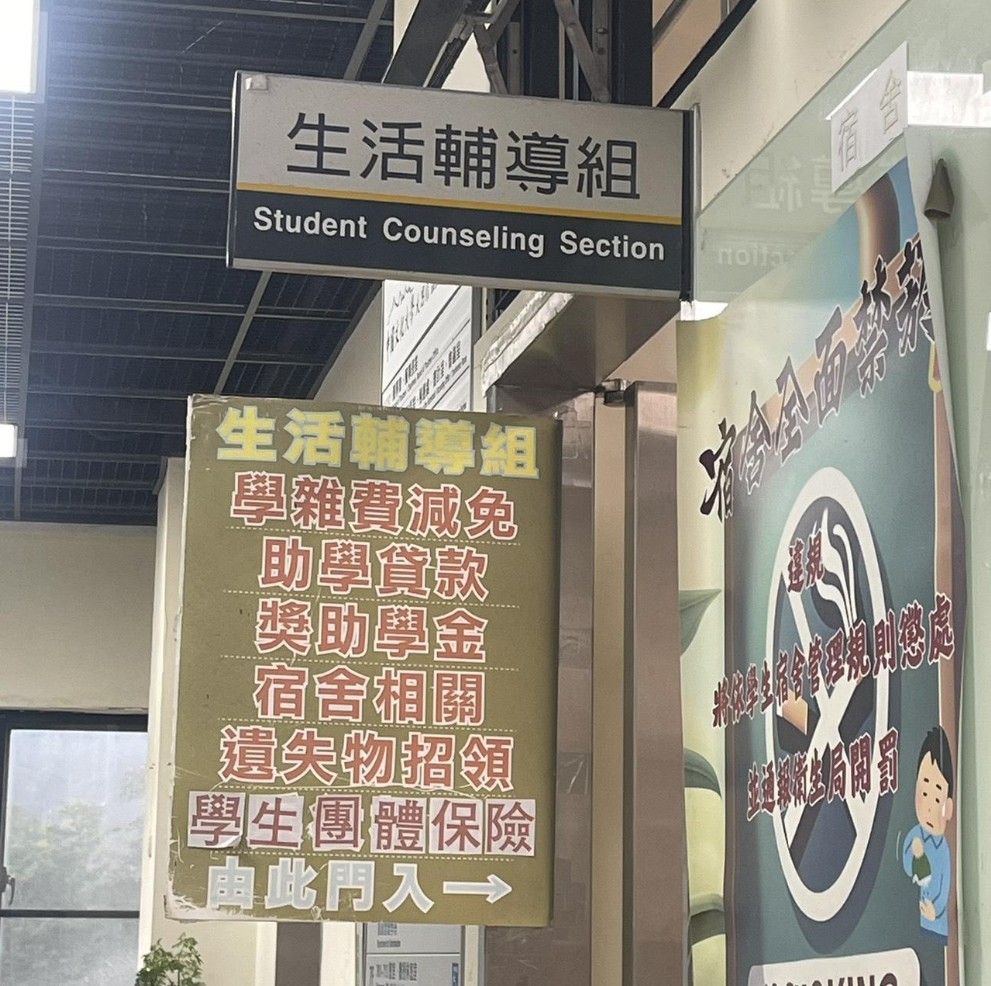 生活輔導組
Student Counseling Section
生活輔導組
學雜費減免
助學貸款
獎助學金
宿舍相關
遺失物招領
學生團體保險
由此門入→
宿舍
宿舍全面禁菸
違規
將依學生宿舍管理規則懲處
並通報衛生局開罰